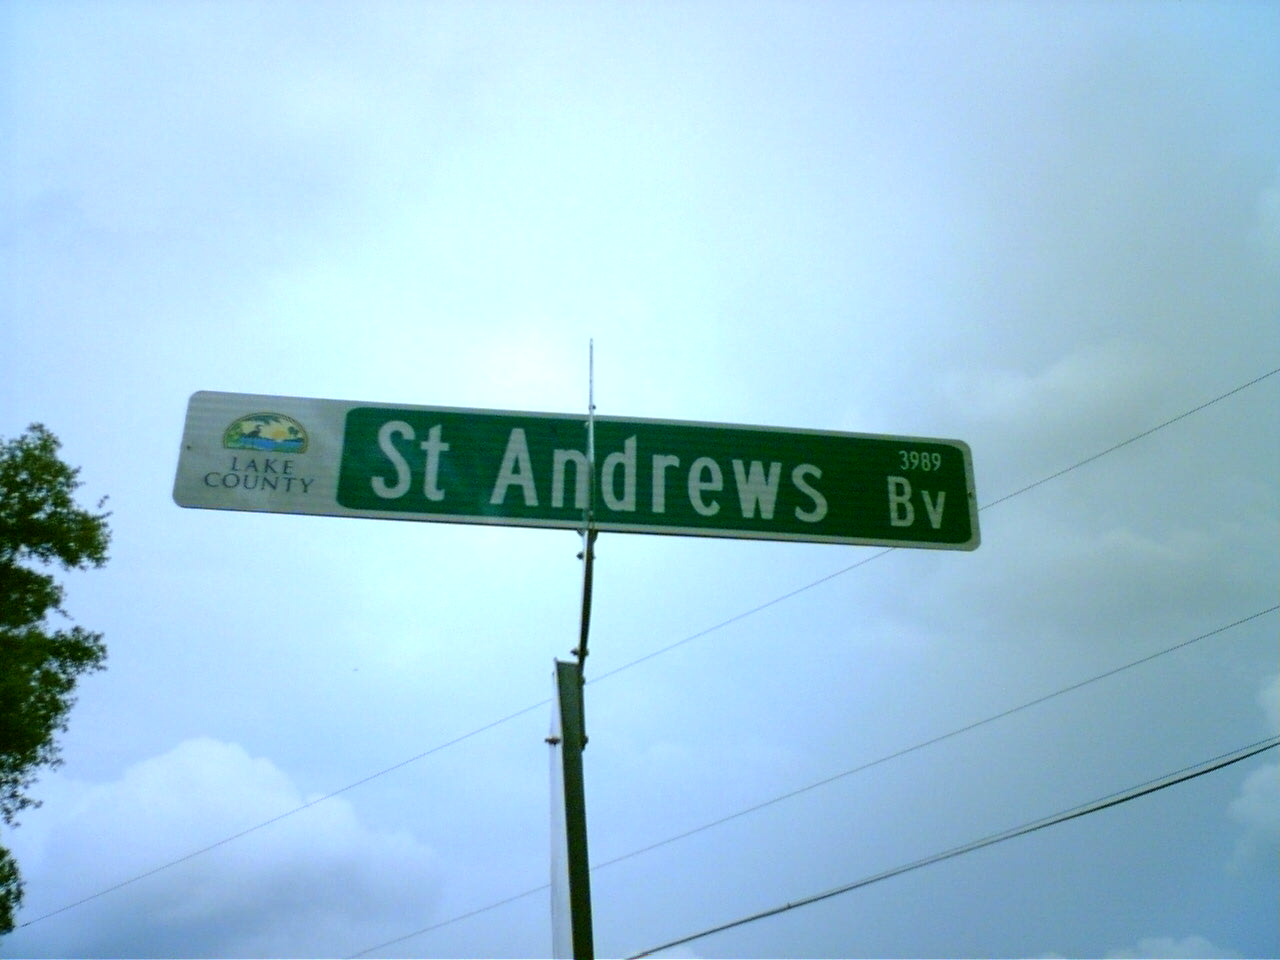 LAKE
COUNTY
St Andrews
3989
Bv